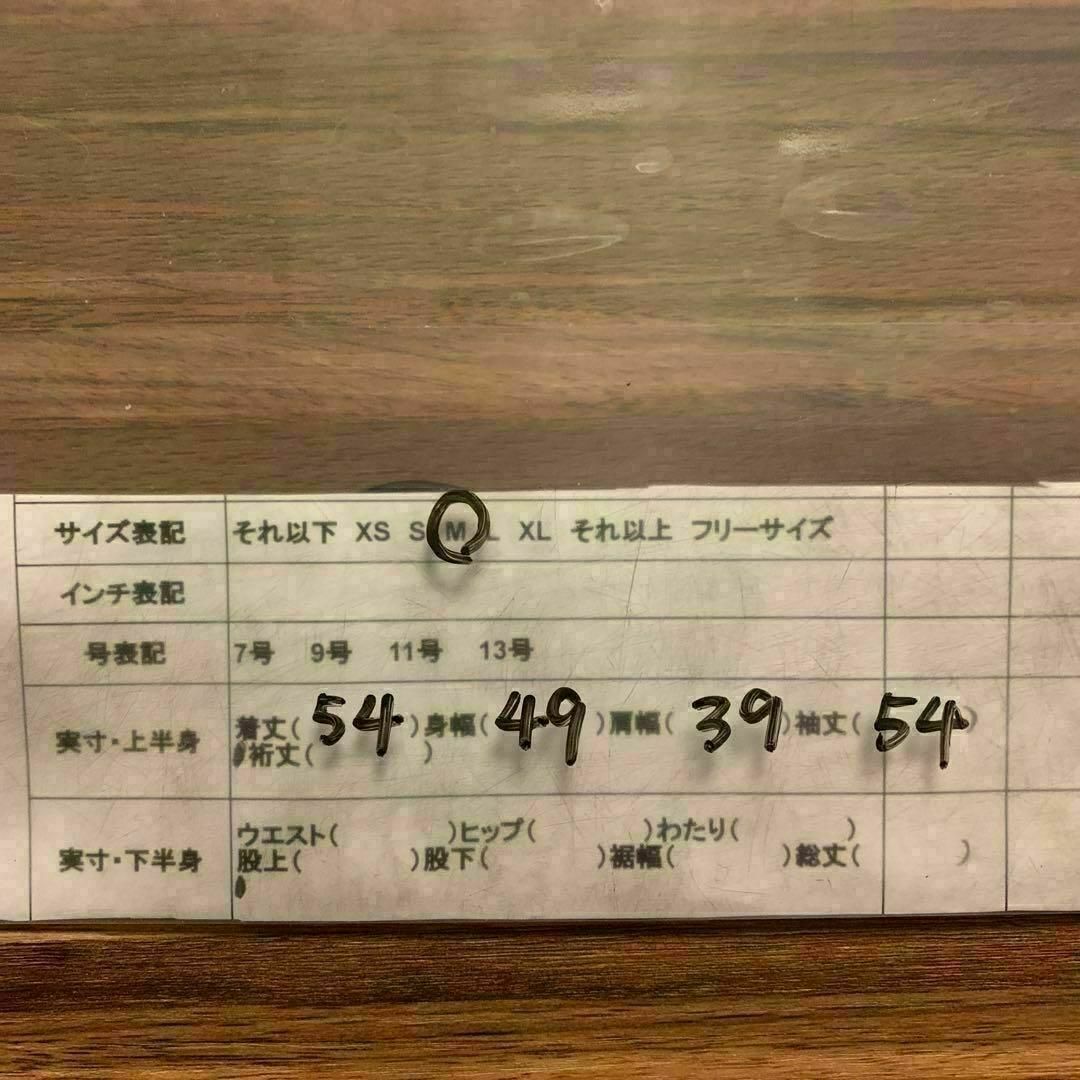 サイズ表記 それ以下 XS S M L XL それ以上 フリーサイズ
インチ表記
号表記 7号 9号 11号 13号
実寸・上半身 着丈( 54 )身幅( 49 )肩幅( 39 )袖丈( 54 )
裄丈( )
実寸・下半身 ウエスト( )ヒップ( )わたり( )
股上( )股下( )裾幅( )総丈( )